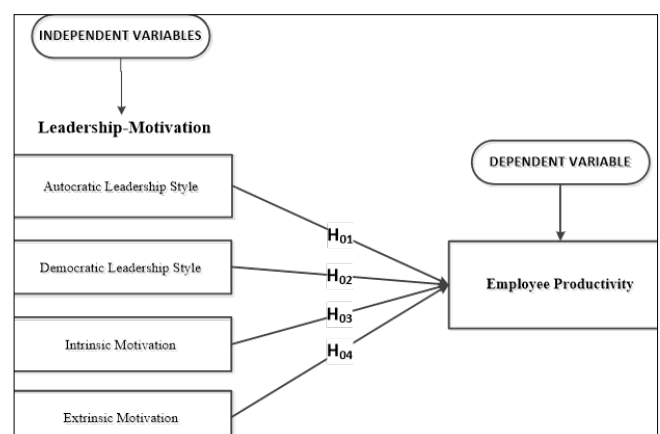 INDEPENDENT VARIABLES
Leadership-Motivation
DEPENDENT VARIABLE
Autocratic Leadership Style
H01
Democratic Leadership Style
H02
Employee Productivity
H03
Intrinsic Motivation
H04
Extrinsic Motivation